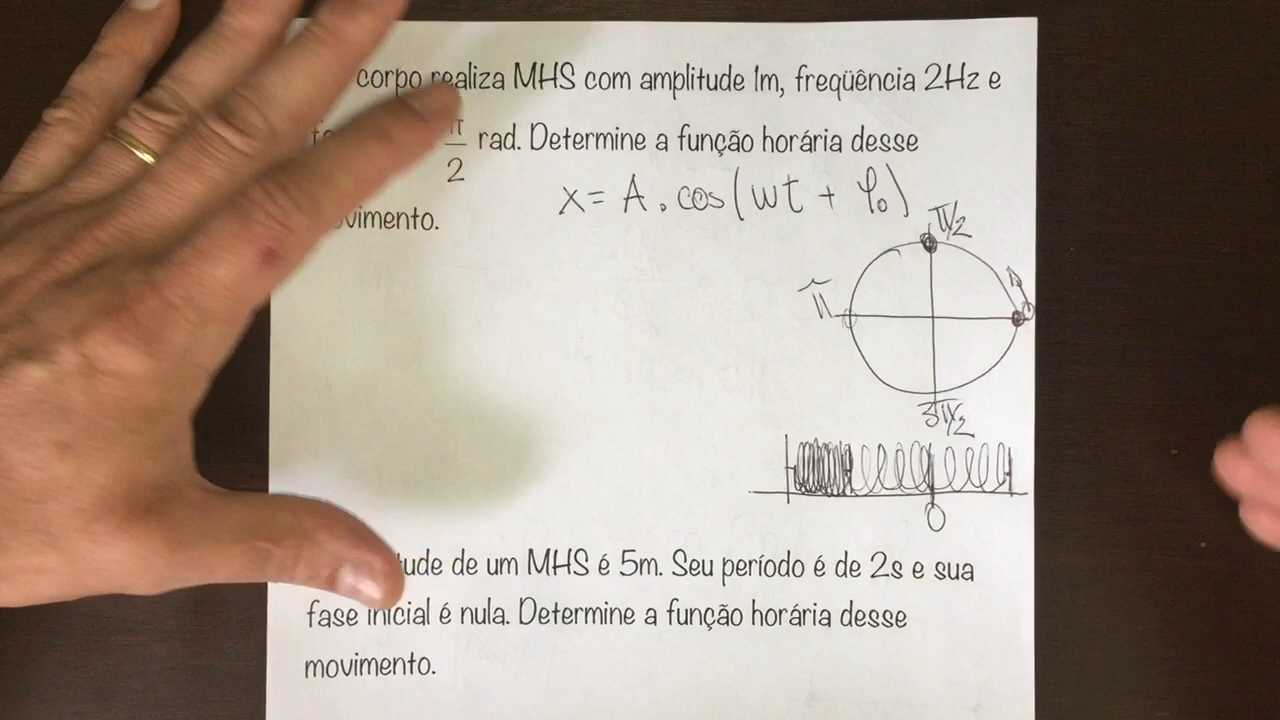 corpo realiza MHS com amplitude 1m, freqüência 2Hz e
π/2 rad. Determine a função horária desse
x = A . cos(wt + φ₀)
π/2
π
0
3π/2
0
de um MHS é 5m. Seu período é de 2s e sua
fase inicial é nula. Determine a função horária desse
movimento.